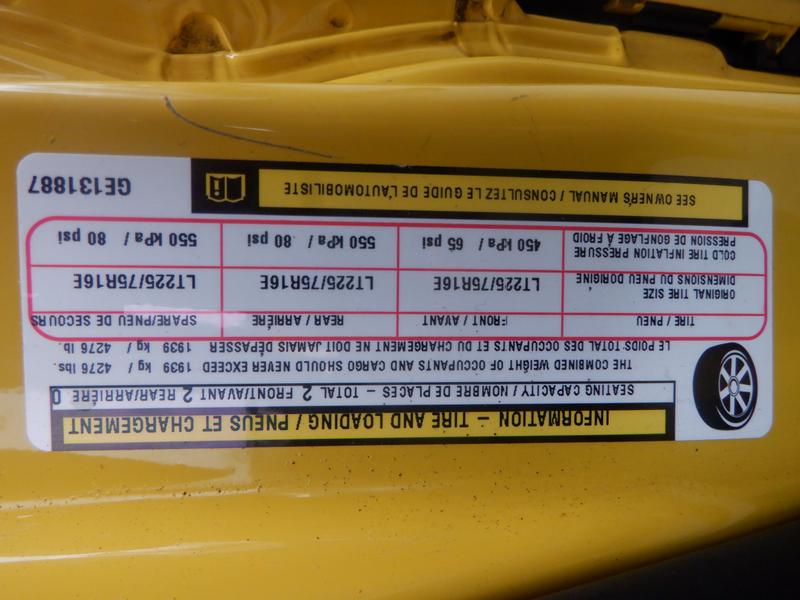 INFORMATION – TIRE AND LOADING / PNEUS ET CHARGEMENT
SEATING CAPACITY / NOMBRE DE PLACES – TOTAL 2 FRONT/AVANT 2 REAR/ARRIÈRE 0
THE COMBINED WEIGHT OF OCCUPANTS AND CARGO SHOULD NEVER EXCEED 1939 kg / 4276 lbs.
LE POIDS TOTAL DES OCCUPANTS ET DU CHARGEMENT NE DOIT JAMAIS DÉPASSER 1939 kg / 4276 lb.
TIRE / PNEU FRONT / AVANT REAR / ARRIÈRE SPARE/PNEU DE SECOURS
ORIGINAL TIRE SIZE
DIMENSIONS DU PNEU DORIGINE LT225/75R16E LT225/75R16E LT225/75R16E
COLD TIRE INFLATION PRESSURE
PRESSION DE GONFLAGE À FROID 450 kPa / 65 psi 550 kPa / 80 psi 550 kPa / 80 psi
SEE OWNERS MANUAL / CONSULTEZ LE GUIDE DE L'AUTOMOBILISTE
GE131887